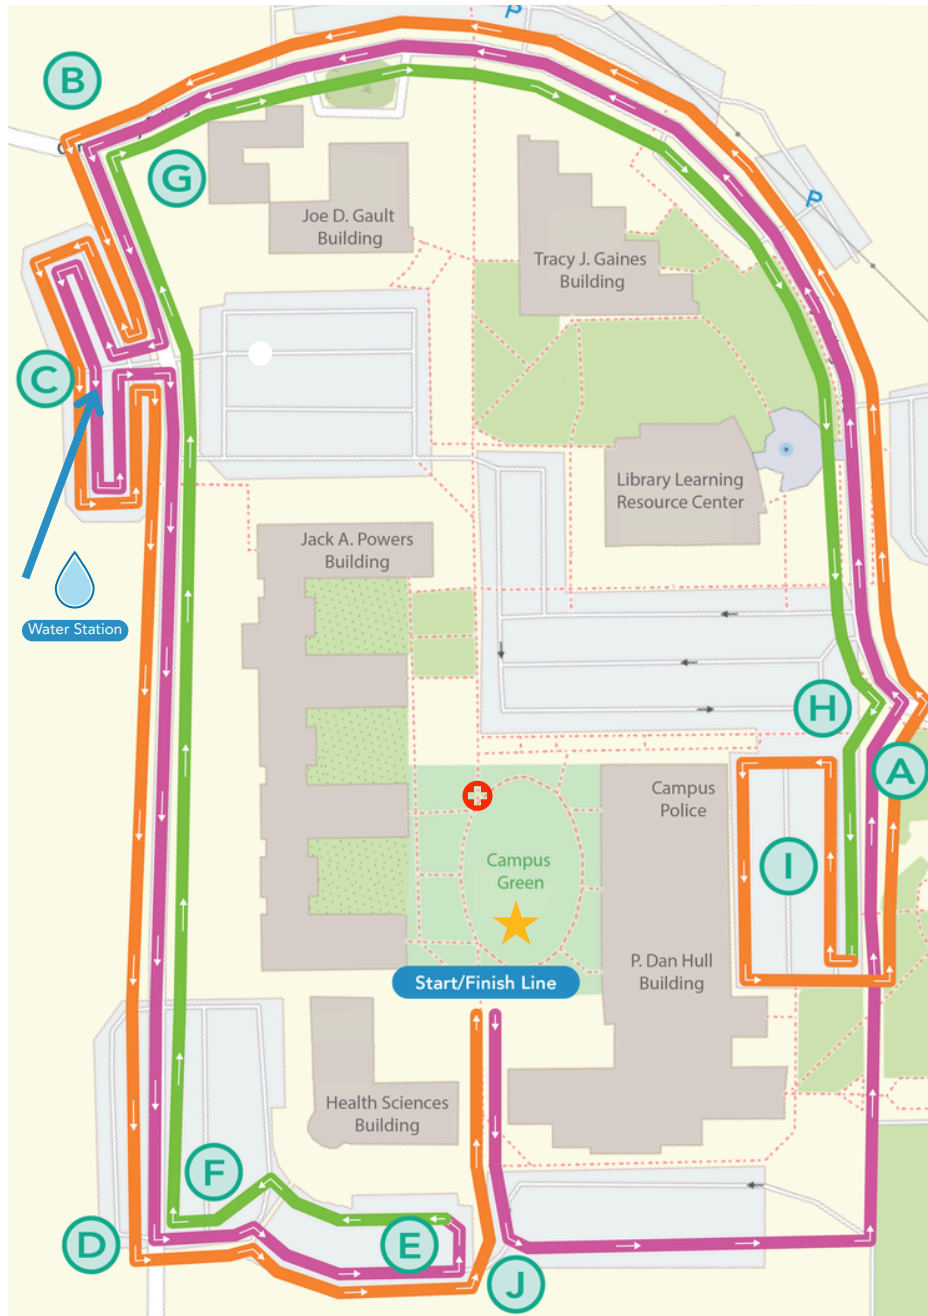 P
B
G
Joe D. Gault
Building
Tracy J. Gaines
Building
P
C
Library Learning
Resource Center
Jack A. Powers
Building
Water Station
H
A
Campus
Police
Campus
Green
I
P. Dan Hull
Building
Start/Finish Line
Health Sciences
Building
F
D
E
J